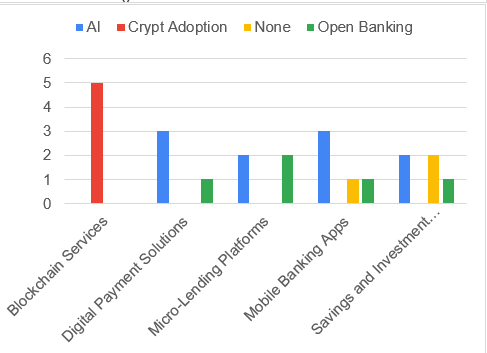 AI Crypt Adoption None Open Banking
6
5
4
3
2
1
0
Blockchain Services
Digital Payment Solutions
Micro-Lending Platforms
Mobile Banking Apps
Savings and Investment...